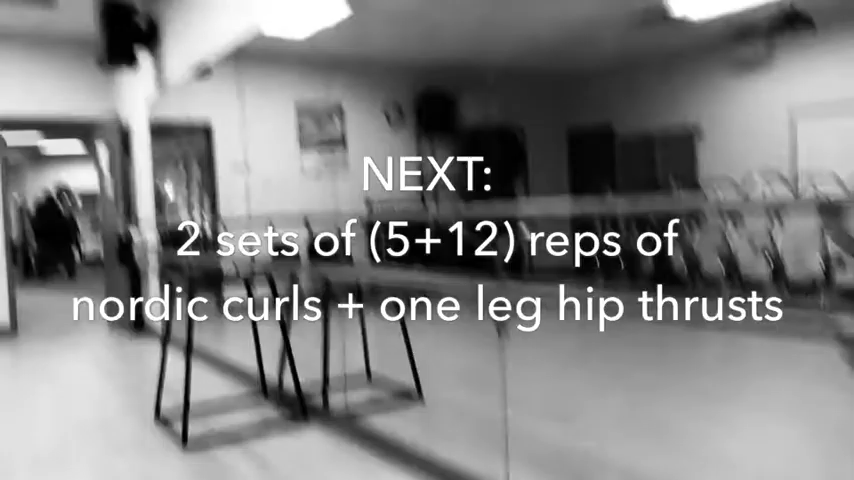 NEXT:
2 sets of (5+12) reps of
nordic curls + one leg hip thrusts